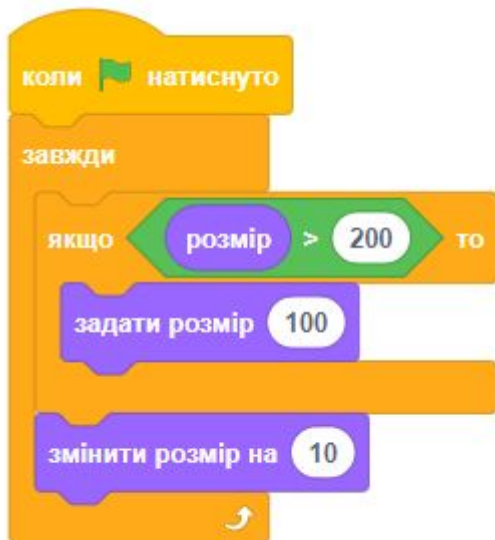 коли натиснуто
завжди
якщо розмір > 200 то
задати розмір 100
змінити розмір на 10